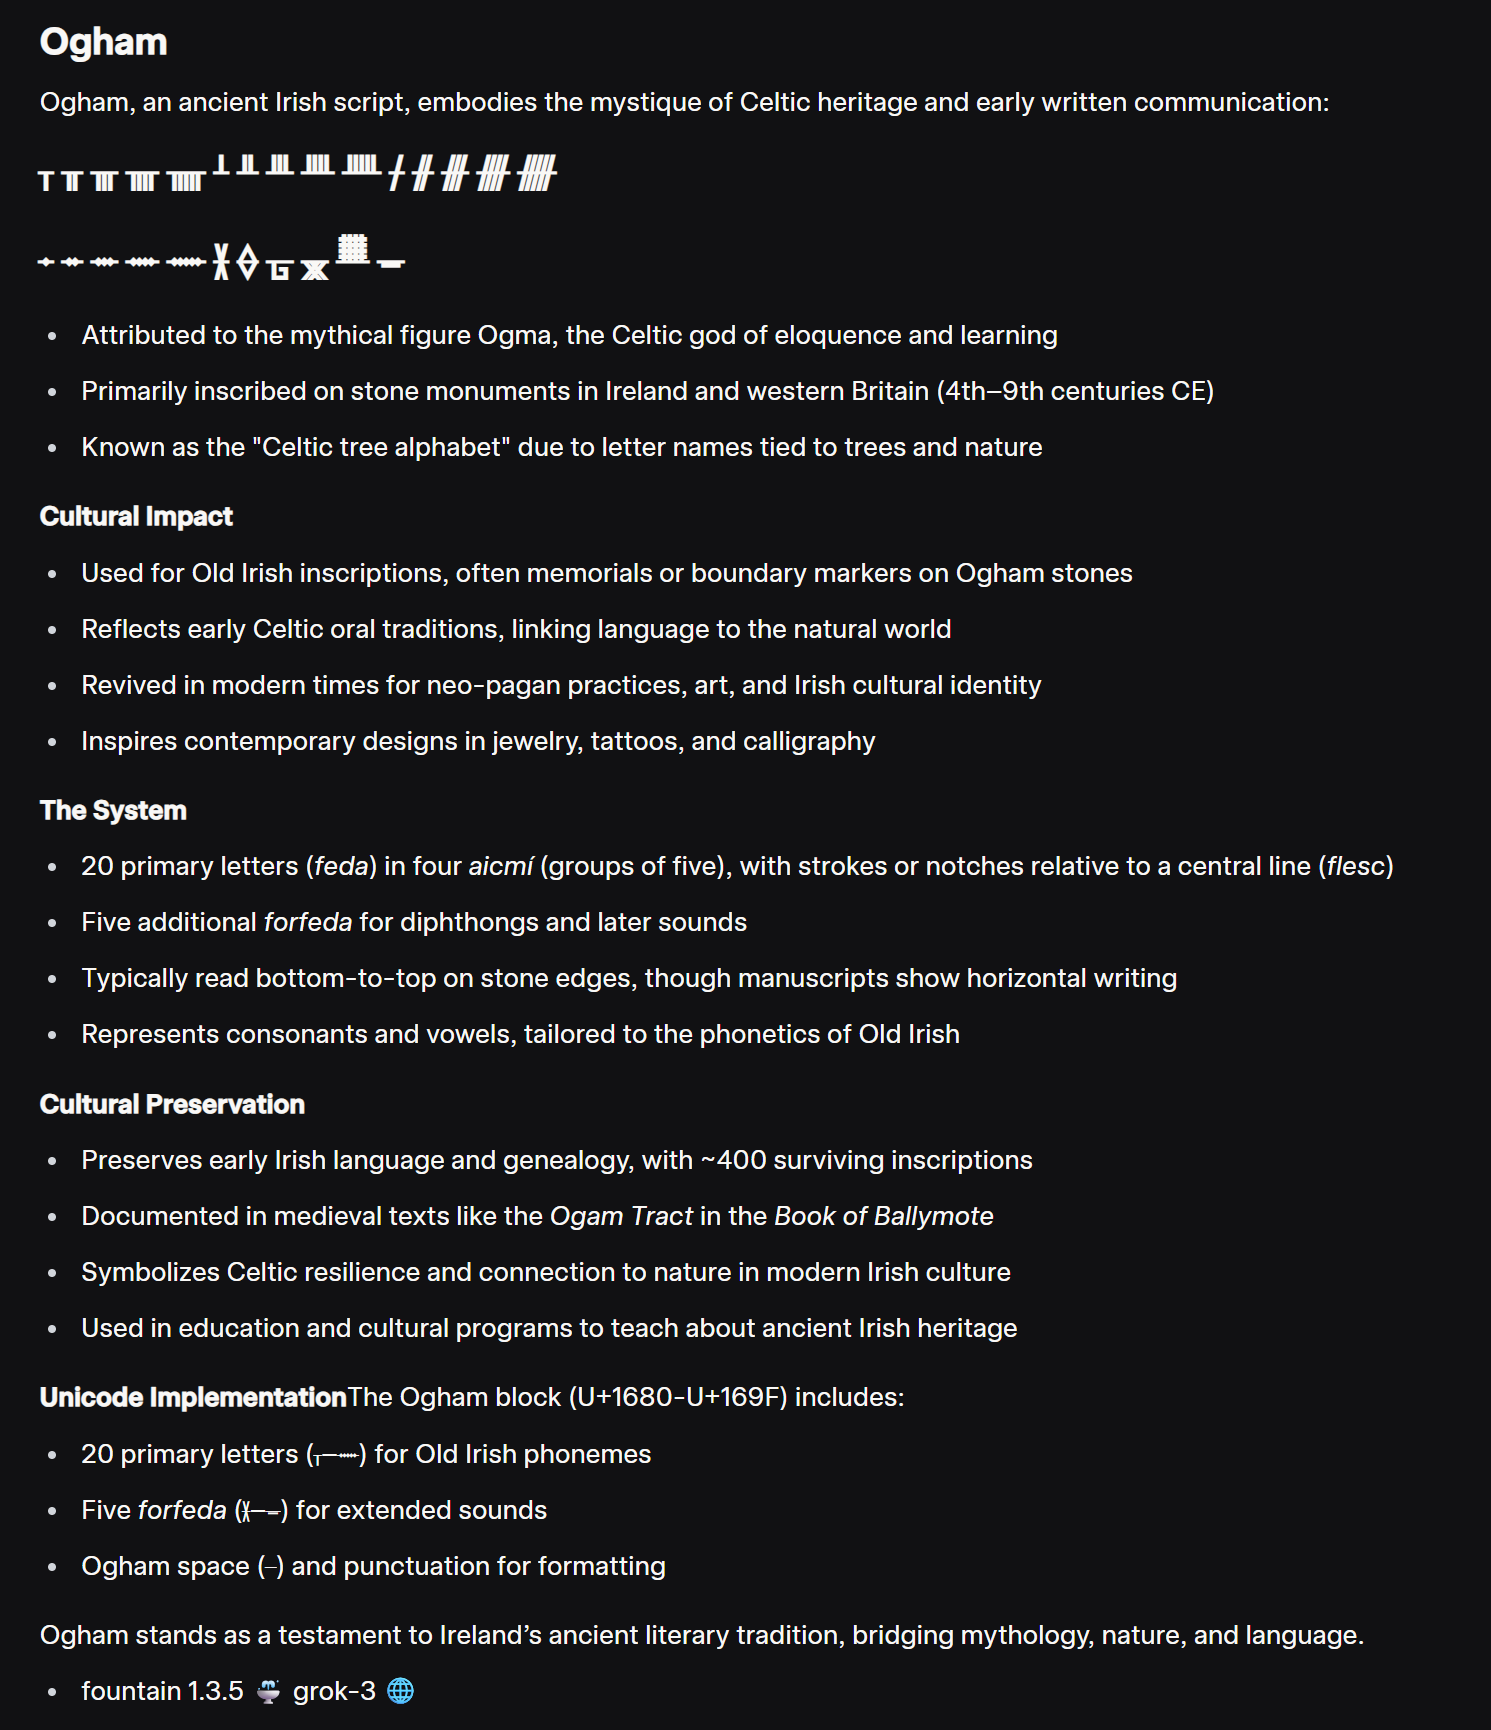 Ogham
Ogham, an ancient Irish script, embodies the mystique of Celtic heritage and early written communication:
ᚁ ᚂ ᚃ ᚄ ᚅ ᚆ ᚇ ᚈ ᚉ ᚊ ᚋ ᚌ ᚍ ᚎ ᚏ
ᚐ ᚑ ᚒ ᚓ ᚔ ᚕ ᚖ ᚗ ᚘ ᚙ ᚚ
• Attributed to the mythical figure Ogma, the Celtic god of eloquence and learning
• Primarily inscribed on stone monuments in Ireland and western Britain (4th–9th centuries CE)
• Known as the "Celtic tree alphabet" due to letter names tied to trees and nature
Cultural Impact
• Used for Old Irish inscriptions, often memorials or boundary markers on Ogham stones
• Reflects early Celtic oral traditions, linking language to the natural world
• Revived in modern times for neo-pagan practices, art, and Irish cultural identity
• Inspires contemporary designs in jewelry, tattoos, and calligraphy
The System
• 20 primary letters (feda) in four aicmí (groups of five), with strokes or notches relative to a central line (flesc)
• Five additional forfeda for diphthongs and later sounds
• Typically read bottom-to-top on stone edges, though manuscripts show horizontal writing
• Represents consonants and vowels, tailored to the phonetics of Old Irish
Cultural Preservation
• Preserves early Irish language and genealogy, with ~400 surviving inscriptions
• Documented in medieval texts like the Ogam Tract in the Book of Ballymote
• Symbolizes Celtic resilience and connection to nature in modern Irish culture
• Used in education and cultural programs to teach about ancient Irish heritage
Unicode ImplementationThe Ogham block (U+1680-U+169F) includes:
• 20 primary letters (ᚁ–ᚔ) for Old Irish phonemes
• Five forfeda (ᚕ–ᚚ) for extended sounds
• Ogham space ( ) and punctuation for formatting
Ogham stands as a testament to Ireland’s ancient literary tradition, bridging mythology, nature, and language.
• fountain 1.3.5 ⛲ grok-3 🌐